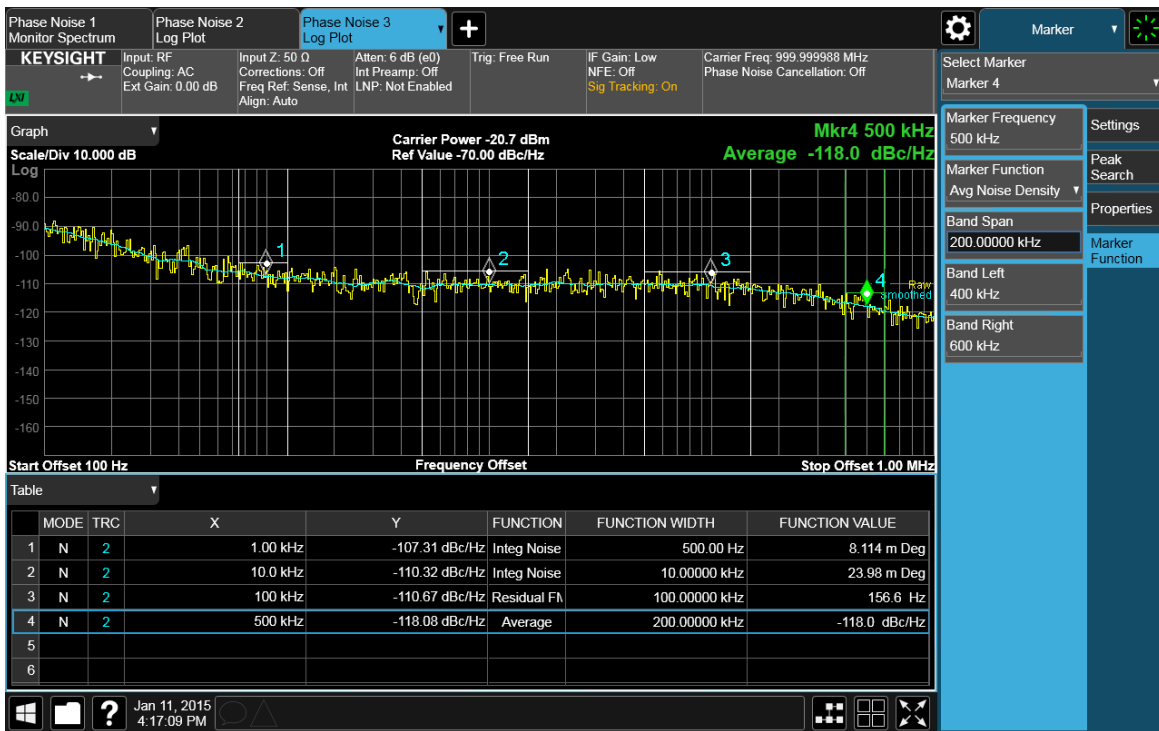 Phase Noise 1
Monitor Spectrum
Phase Noise 2
Log Plot
Phase Noise 3
Log Plot
Marker
KEYSIGHT
LXI
Input: RF
Coupling: AC
Ext Gain: 0.00 dB
Input Z: 50 Ω
Corrections: Off
Freq Ref: Sense, Int
Align: Auto
Atten: 6 dB (e0)
Int Preamp: Off
LNP: Not Enabled
Trig: Free Run
IF Gain: Low
NFE: Off
Sig Tracking: On
Carrier Freq: 999.999988 MHz
Phase Noise Cancellation: Off
Select Marker
Marker 4
Marker Frequency
500 kHz
Marker Function
Avg Noise Density
Band Span
200.00000 kHz
Band Left
400 kHz
Band Right
600 kHz
Settings
Peak
Search
Properties
Marker
Function
Graph
Scale/Div 10.000 dB
Log
Carrier Power -20.7 dBm
Ref Value -70.00 dBc/Hz
Mkr4 500 kHz
Average -118.0 dBc/Hz
-80.0
-90.0
-100
-110
-120
-130
-140
-150
-160
1
2
3
4
Raw
Smoothed
Start Offset 100 Hz
Frequency Offset
Stop Offset 1.00 MHz
Table
MODE TRC X Y FUNCTION FUNCTION WIDTH FUNCTION VALUE
1 N 2 1.00 kHz -107.31 dBc/Hz Integ Noise 500.00 Hz 8.114 m Deg
2 N 2 10.0 kHz -110.32 dBc/Hz Integ Noise 10.00000 kHz 23.98 m Deg
3 N 2 100 kHz -110.67 dBc/Hz Residual FM 100.00000 kHz 156.6 Hz
4 N 2 500 kHz -118.08 dBc/Hz Average 200.00000 kHz -118.0 dBc/Hz
5
6
?
Jan 11, 2015
4:17:09 PM